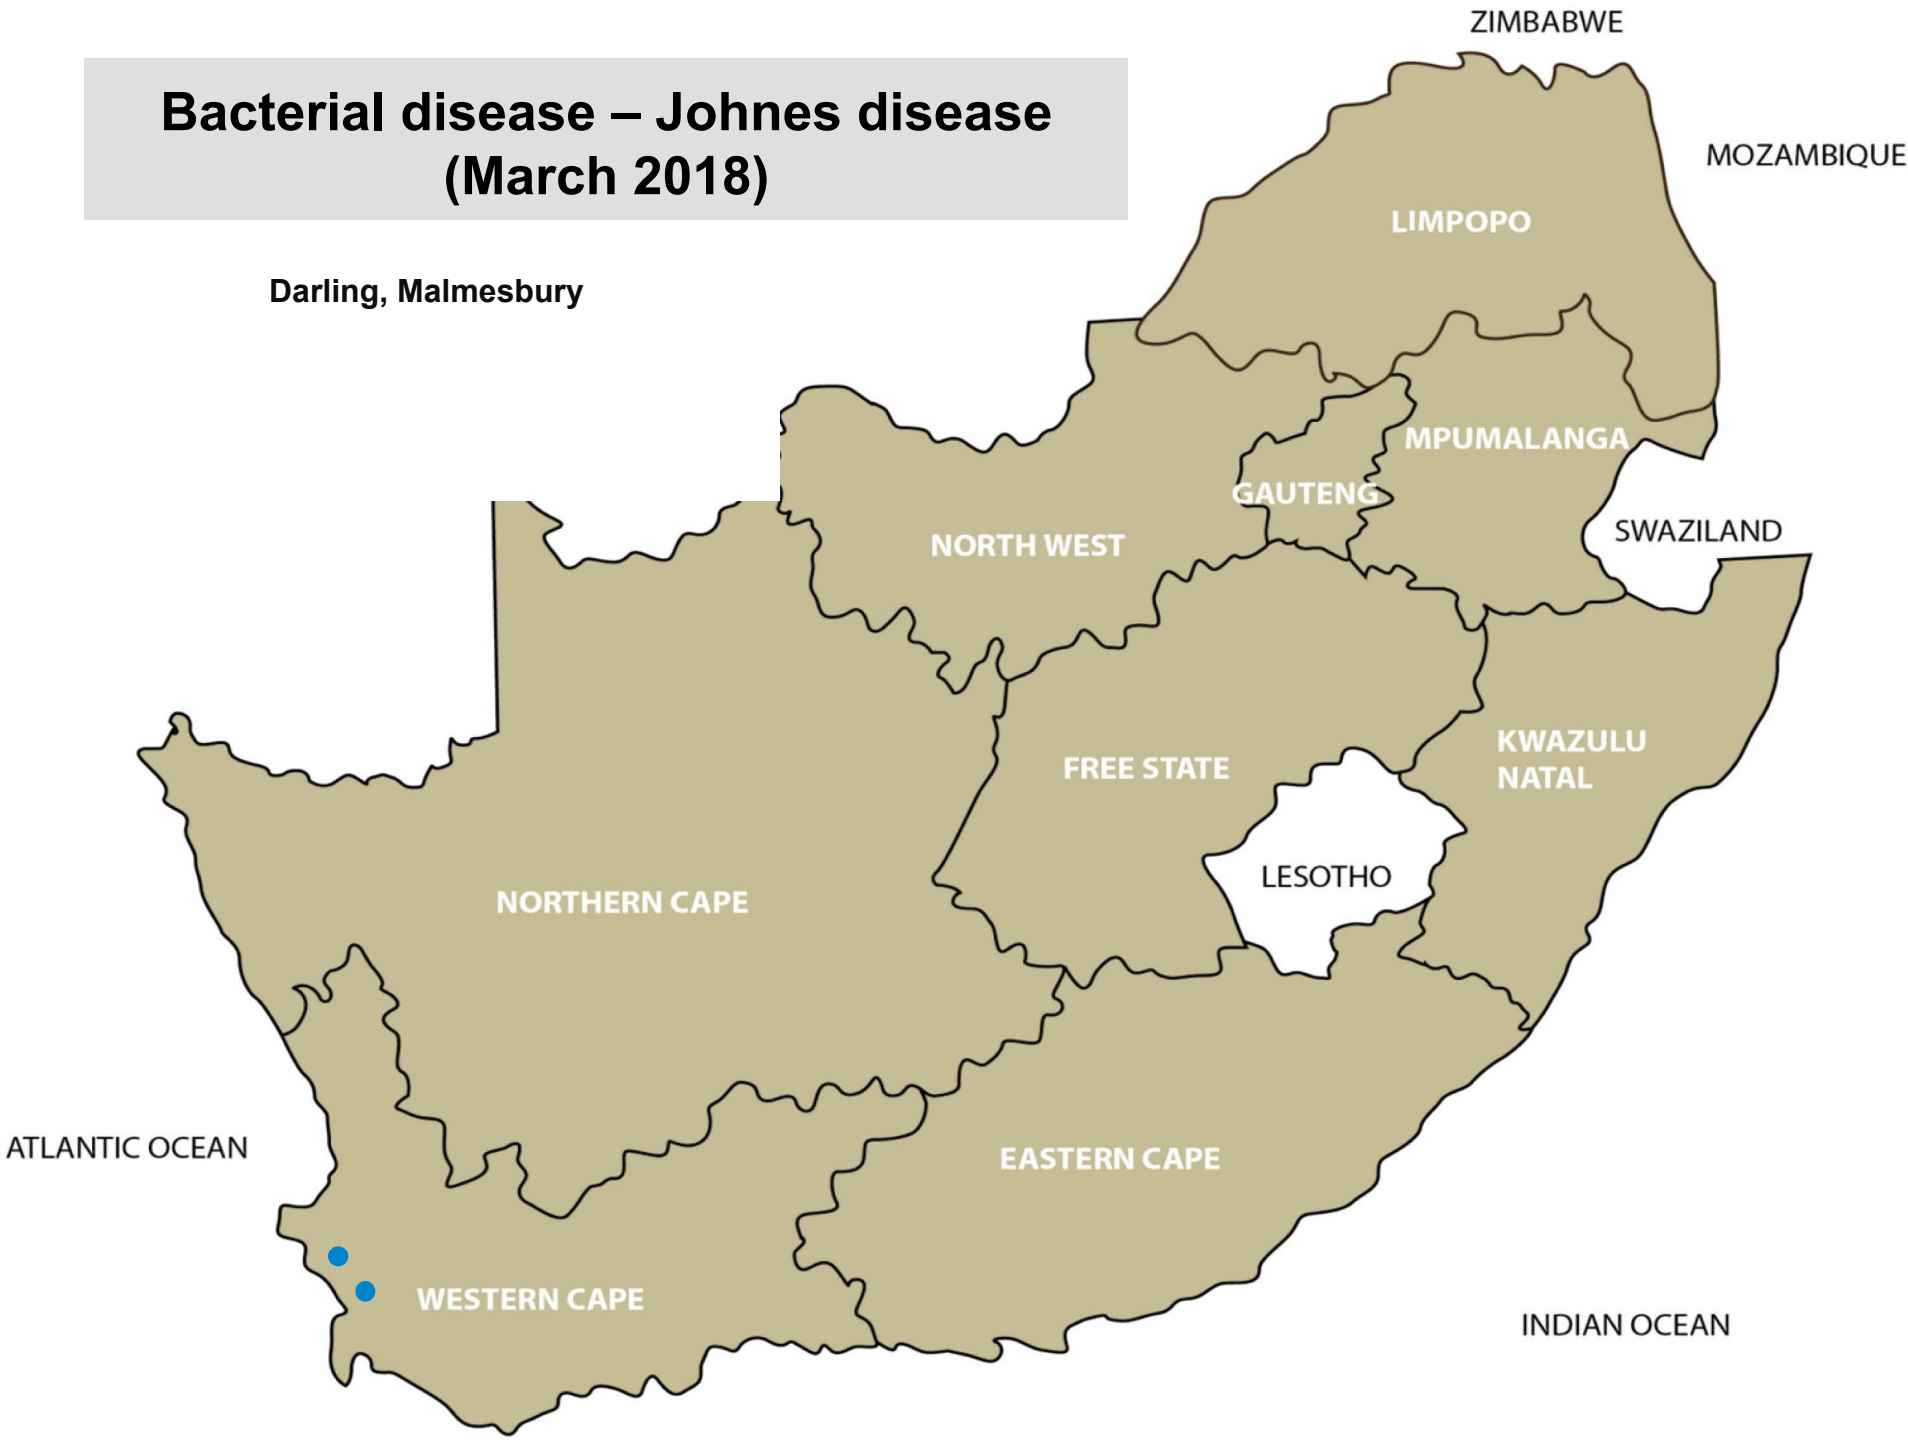 ZIMBABWE
Bacterial disease – Johnes disease
(March 2018)
MOZAMBIQUE
LIMPOPO
Darling, Malmesbury
MPUMALANGA
GAUTENG
SWAZILAND
NORTH WEST
KWAZULU
NATAL
FREE STATE
LESOTHO
NORTHERN CAPE
ATLANTIC OCEAN
EASTERN CAPE
WESTERN CAPE
INDIAN OCEAN